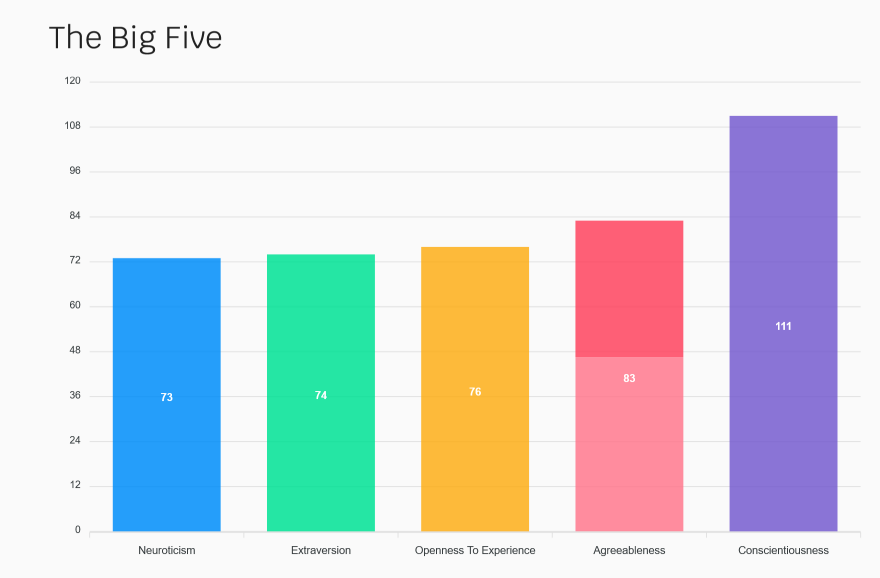 The Big Five
120
108
96
84
72
60
48
36
24
12
0
73
74
76
83
111
Neuroticism
Extraversion
Openness To Experience
Agreeableness
Conscientiousness